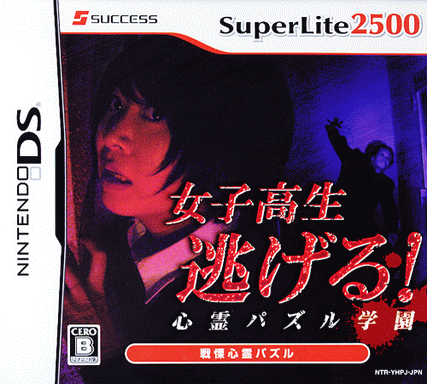 SUCCESS
SuperLite2500
NINTENDO DS
女子高生
逃げる!
心霊パズル学園
戦慄心霊パズル
CERO
B
NTR-YHPJ-JPN